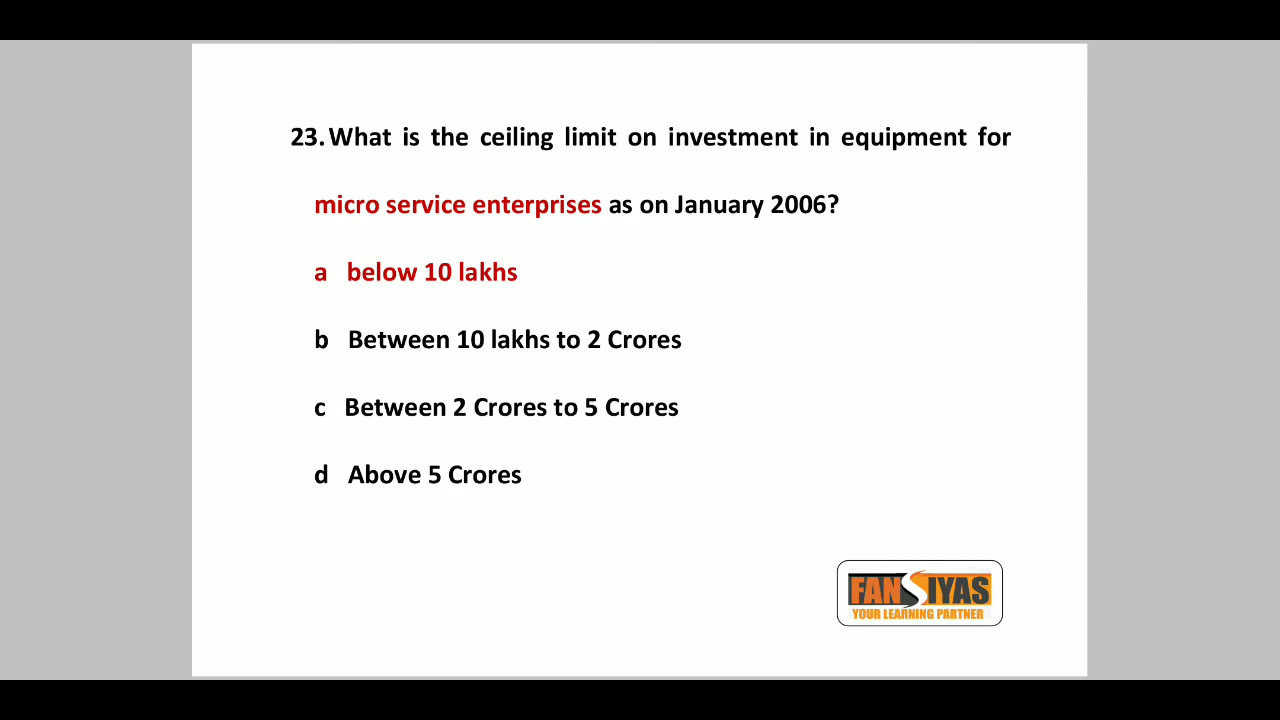 23. What is the ceiling limit on investment in equipment for
micro service enterprises as on January 2006?
a below 10 lakhs
b Between 10 lakhs to 2 Crores
c Between 2 Crores to 5 Crores
d Above 5 Crores
FANSIYAS
YOUR LEARNING PARTNER